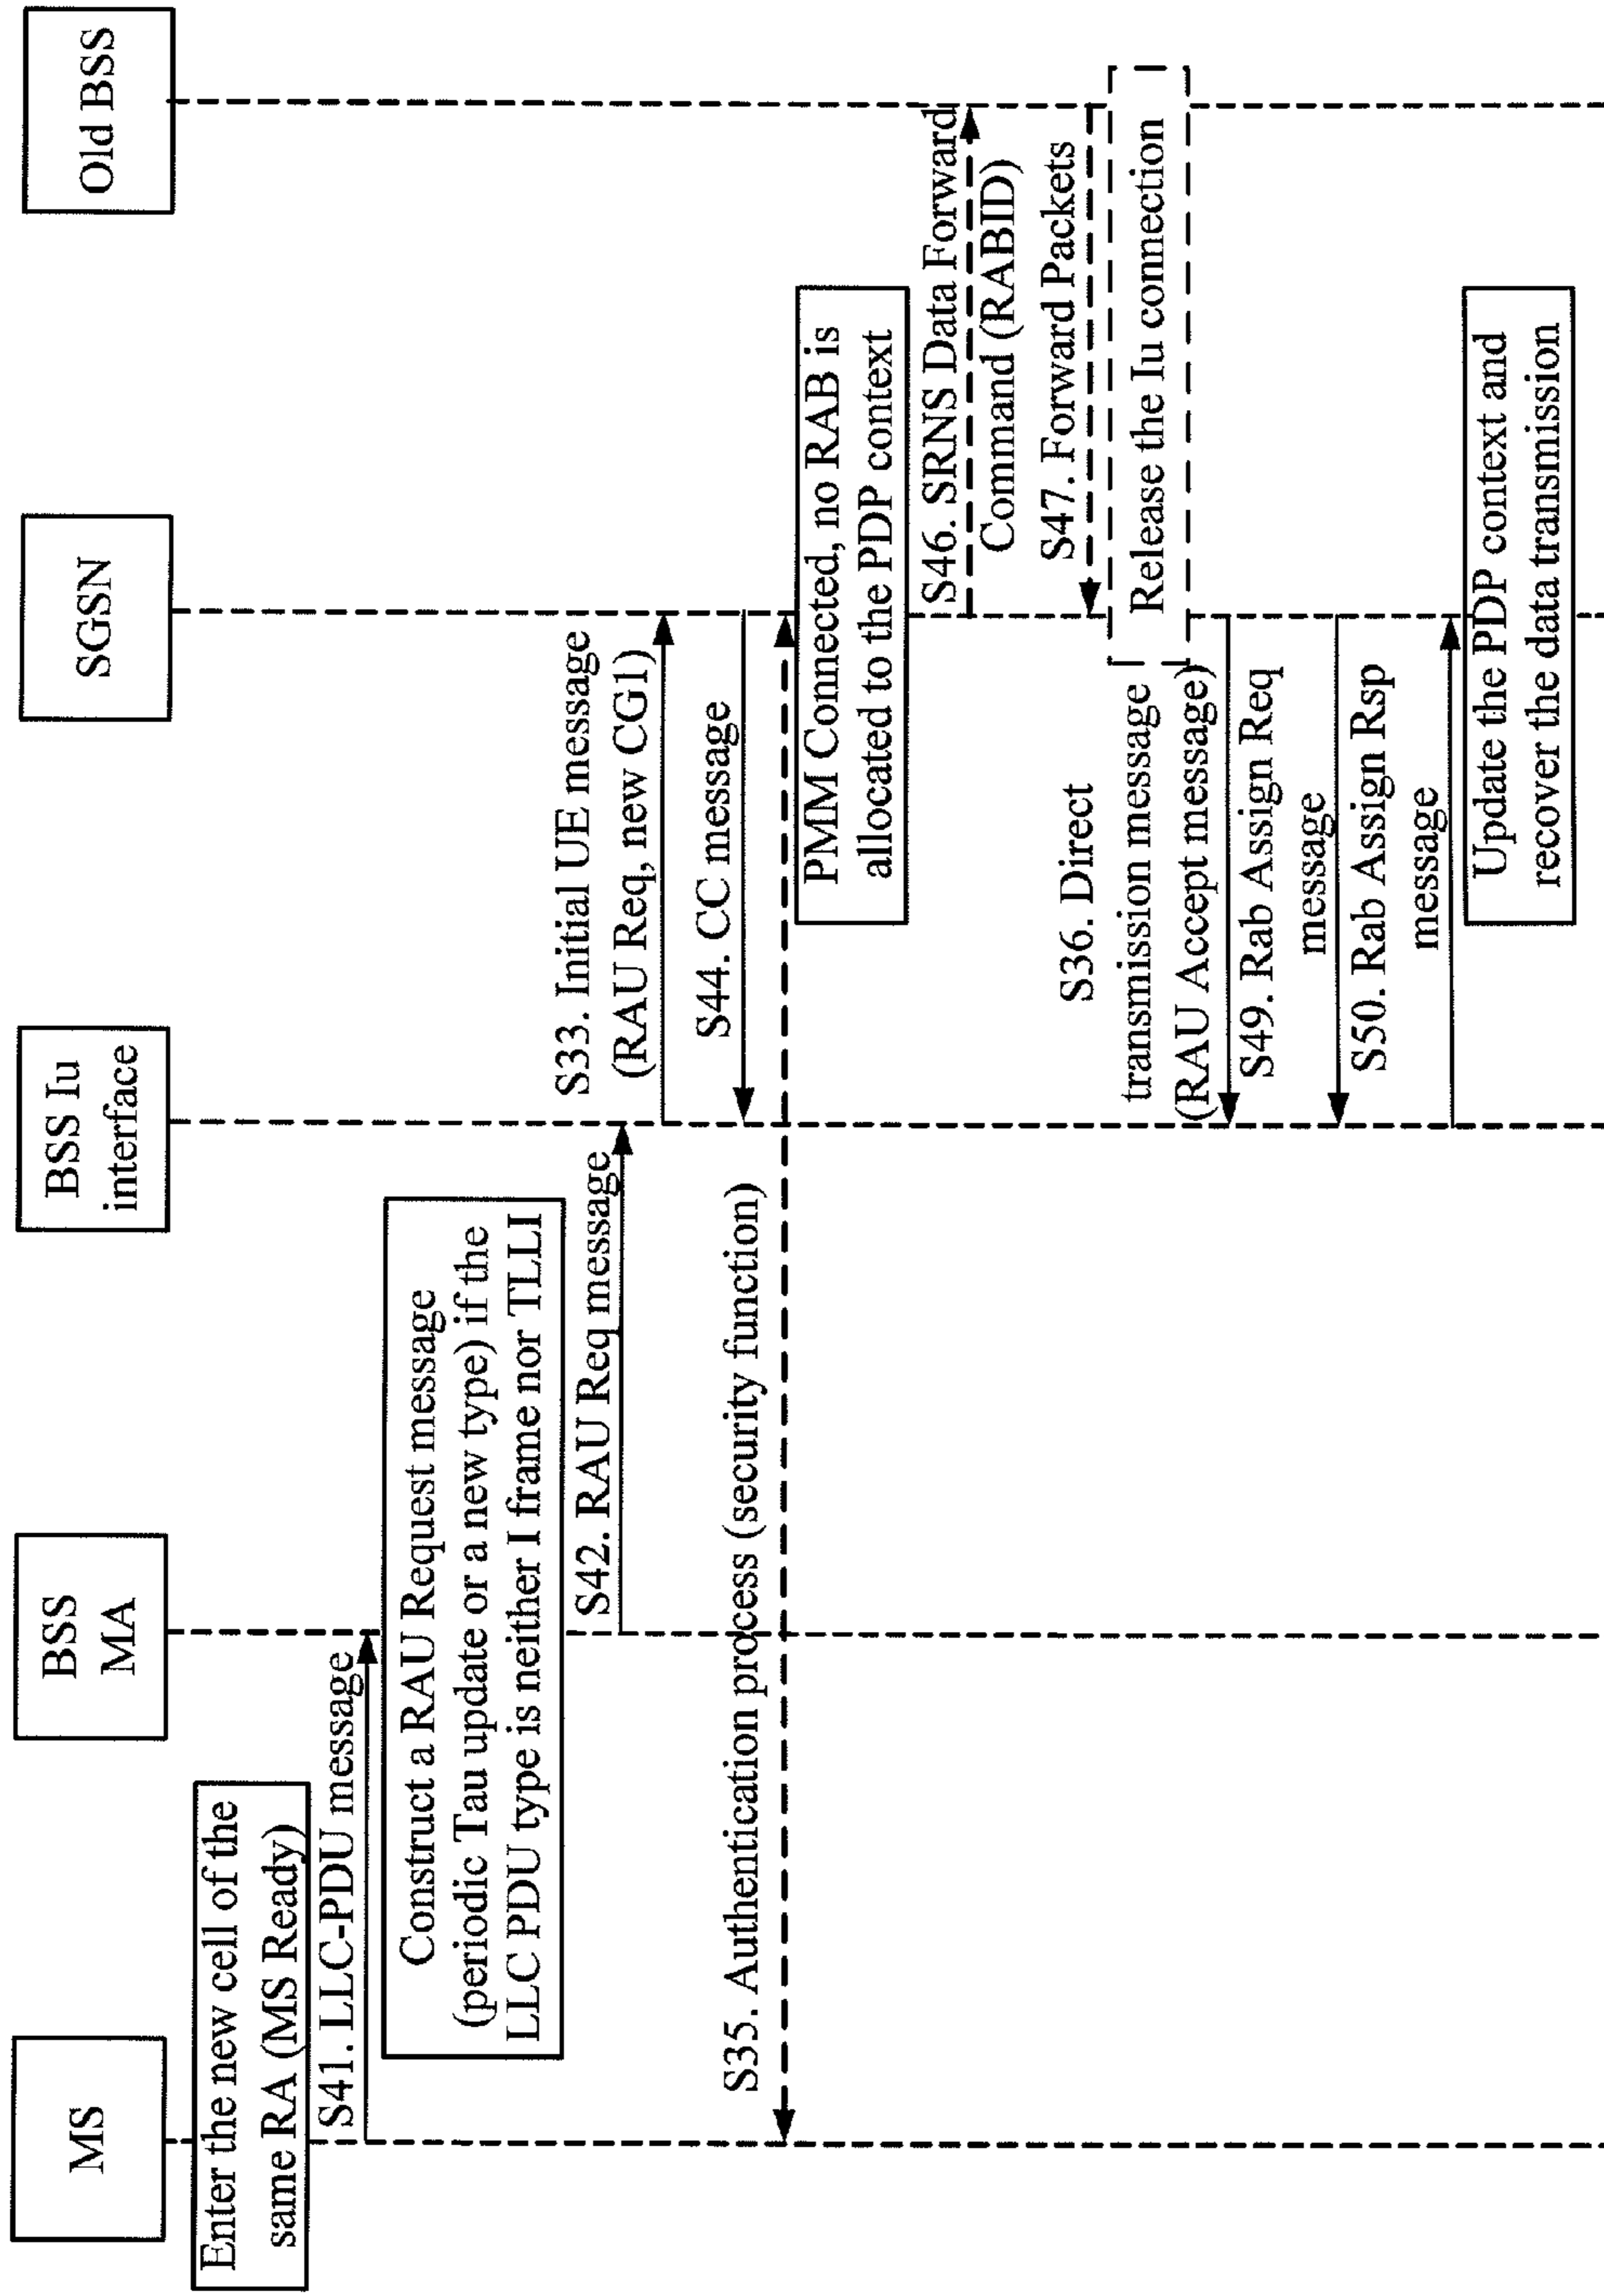 MS
BSS
MA
BSS Iu
interface
SGSN
Old BSS
Enter the new cell of the
same RA (MS Ready)
S41. LLC-PDU message
Construct a RAU Request message
(periodic Tau update or a new type) if the
LLC PDU type is neither I frame nor TLLI
S42. RAU Req message
S33. Initial UE message
(RAU Req, new CG1)
S44. CC message
S35. Authentication process (security function)
PMM Connected, no RAB is
allocated to the PDP context
S46. SRNS Data Forward
Command (RABID)
S47. Forward Packets
Release the Iu connection
S36. Direct
transmission message
(RAU Accept message)
S49. Rab Assign Req
message
S50. Rab Assign Rsp
message
Update the PDP context and
recover the data transmission